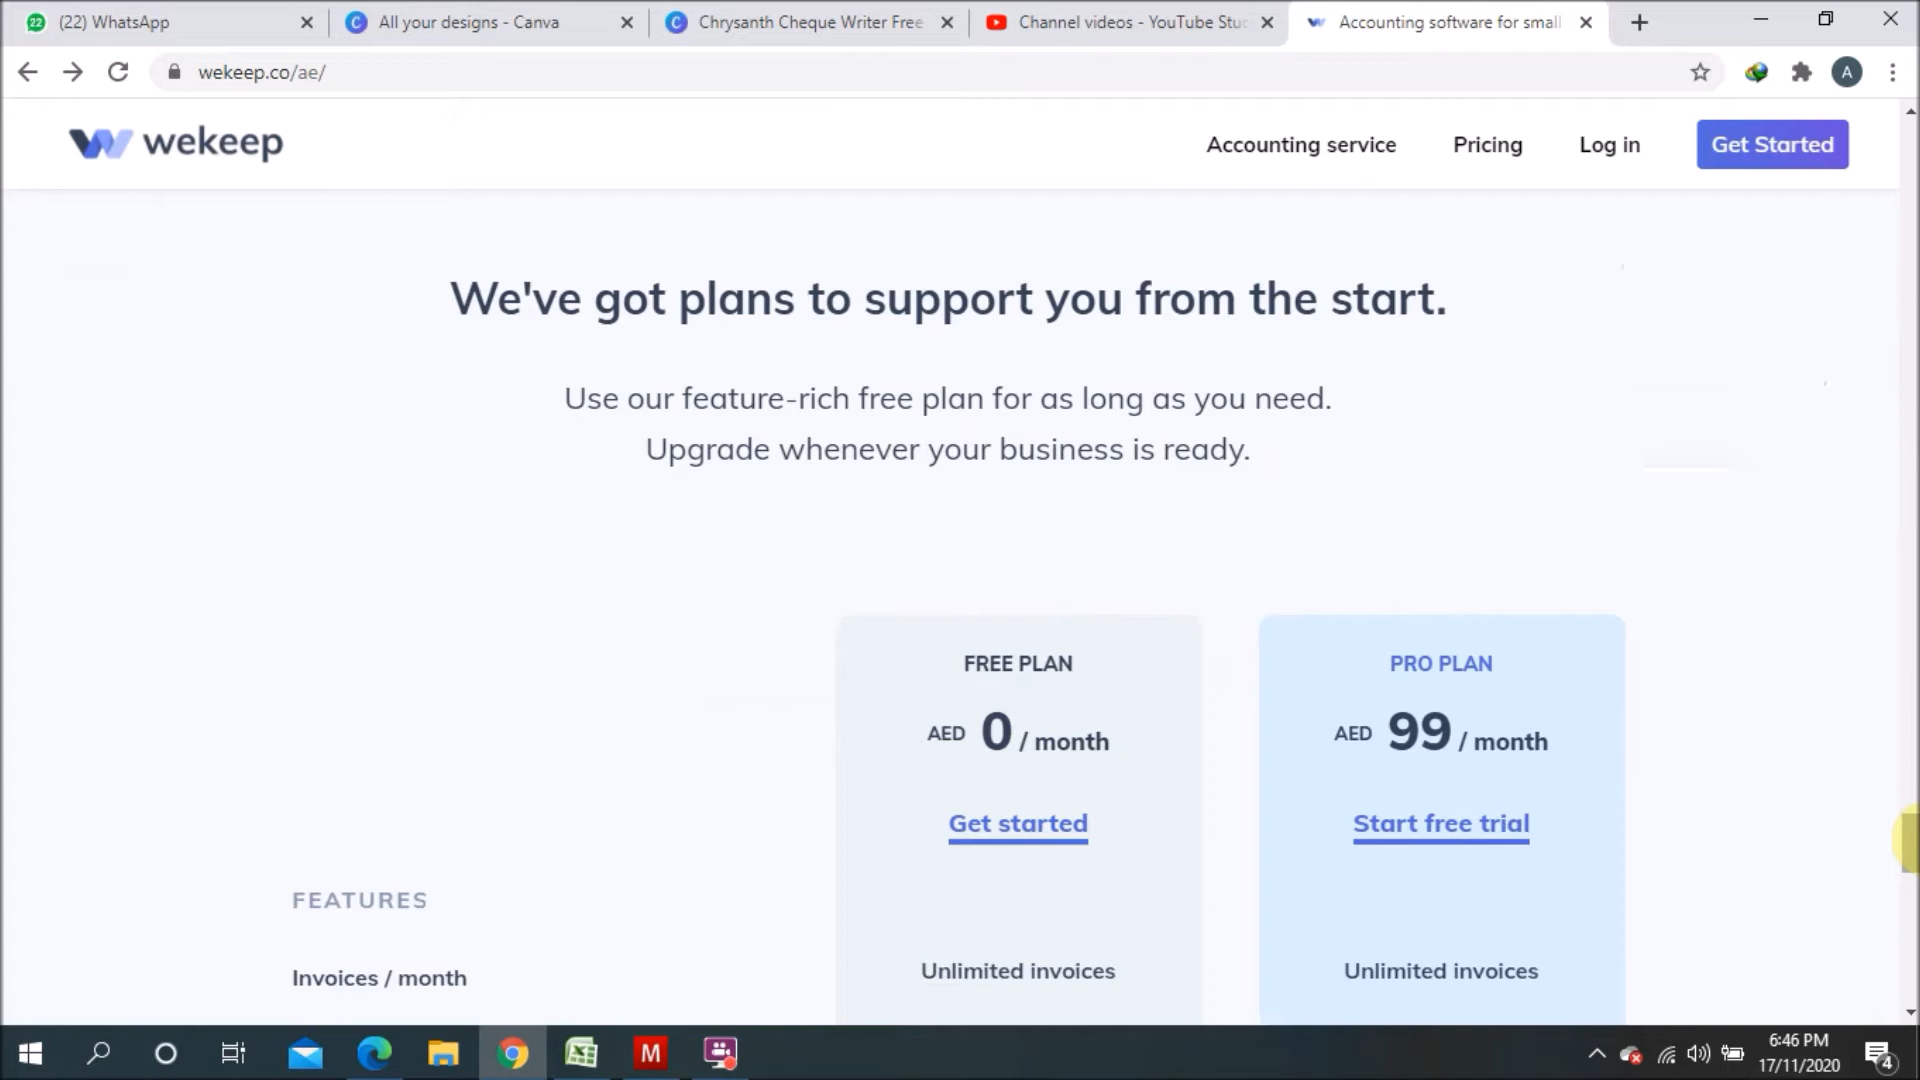 22 (22) WhatsApp
All your designs - Canva
Chrysanth Cheque Writer Free
Channel videos - YouTube Stu
Accounting software for small
wekeep.co/ae/
A
wekeep
Accounting service
Pricing
Log in
Get Started
We've got plans to support you from the start.
Use our feature-rich free plan for as long as you need.
Upgrade whenever your business is ready.
FREE PLAN
AED 0 / month
Get started
PRO PLAN
AED 99 / month
Start free trial
FEATURES
Invoices / month
Unlimited invoices
Unlimited invoices
M
6:46 PM
17/11/2020
4